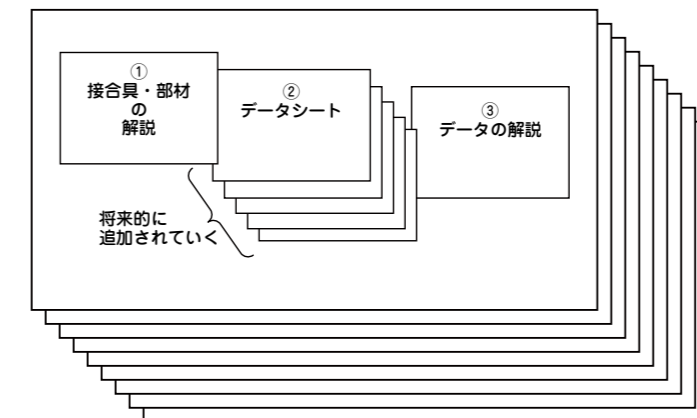 ①
接合具・部材
の
解説
②
データシート
③
データの解説
将来的に
追加されていく